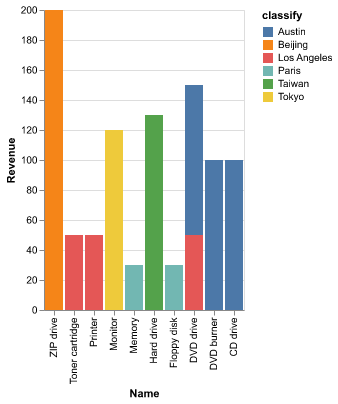 200
180
160
140
120
100
80
60
40
20
0
Revenue
ZIP drive
Toner cartridge
Printer
Monitor
Memory
Hard drive
Floppy disk
DVD drive
DVD burner
CD drive
Name
classify
Austin
Beijing
Los Angeles
Paris
Taiwan
Tokyo